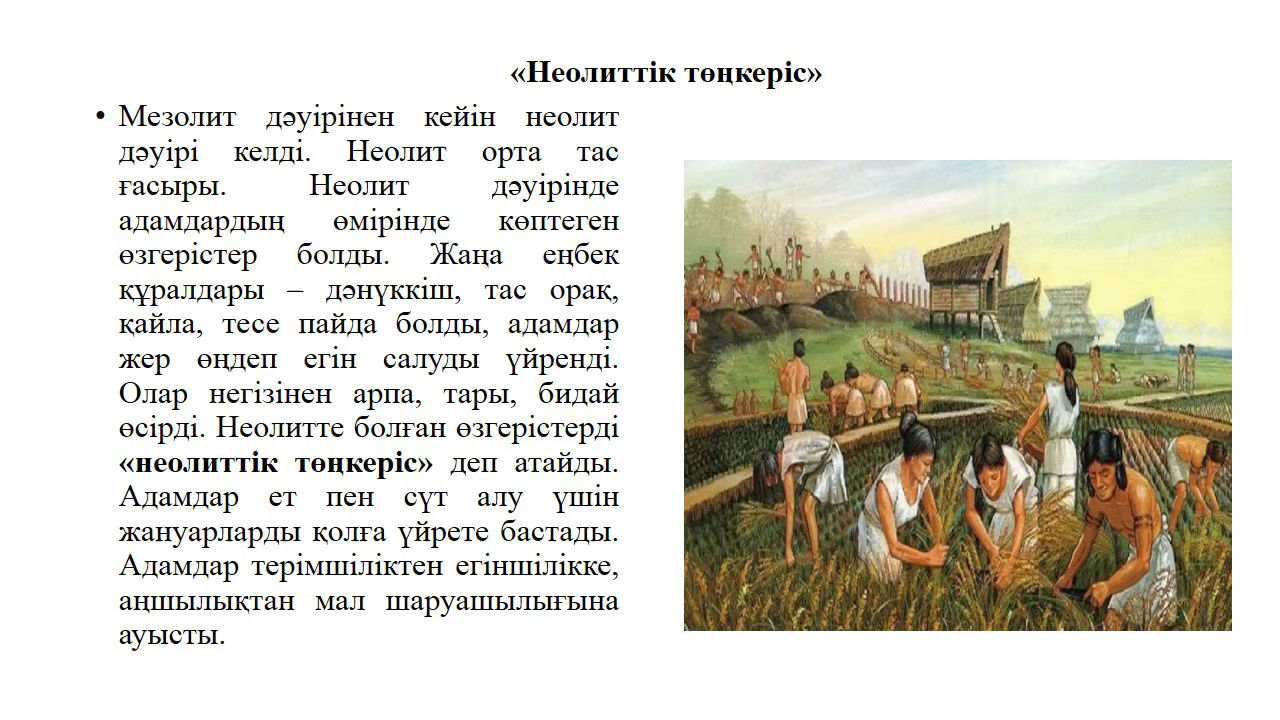 «Неолиттік төңкеріс»
• Мезолит дәуірінен кейін неолит
дәуірі келді. Неолит орта тас
ғасыры. Неолит дәуірінде
адамдардың өмірінде көптеген
өзгерістер болды. Жаңа еңбек
құралдары – дәнүккіш, тас орақ,
қайла, тесе пайда болды, адамдар
жер өңдеп егін салуды үйренді.
Олар негізінен арпа, тары, бидай
өсірді. Неолитте болған өзгерістерді
«неолиттік төңкеріс» деп атайды.
Адамдар ет пен сүт алу үшін
жануарларды қолға үйрете бастады.
Адамдар терімшіліктен егіншілікке,
аңшылықтан мал шаруашылығына
ауысты.